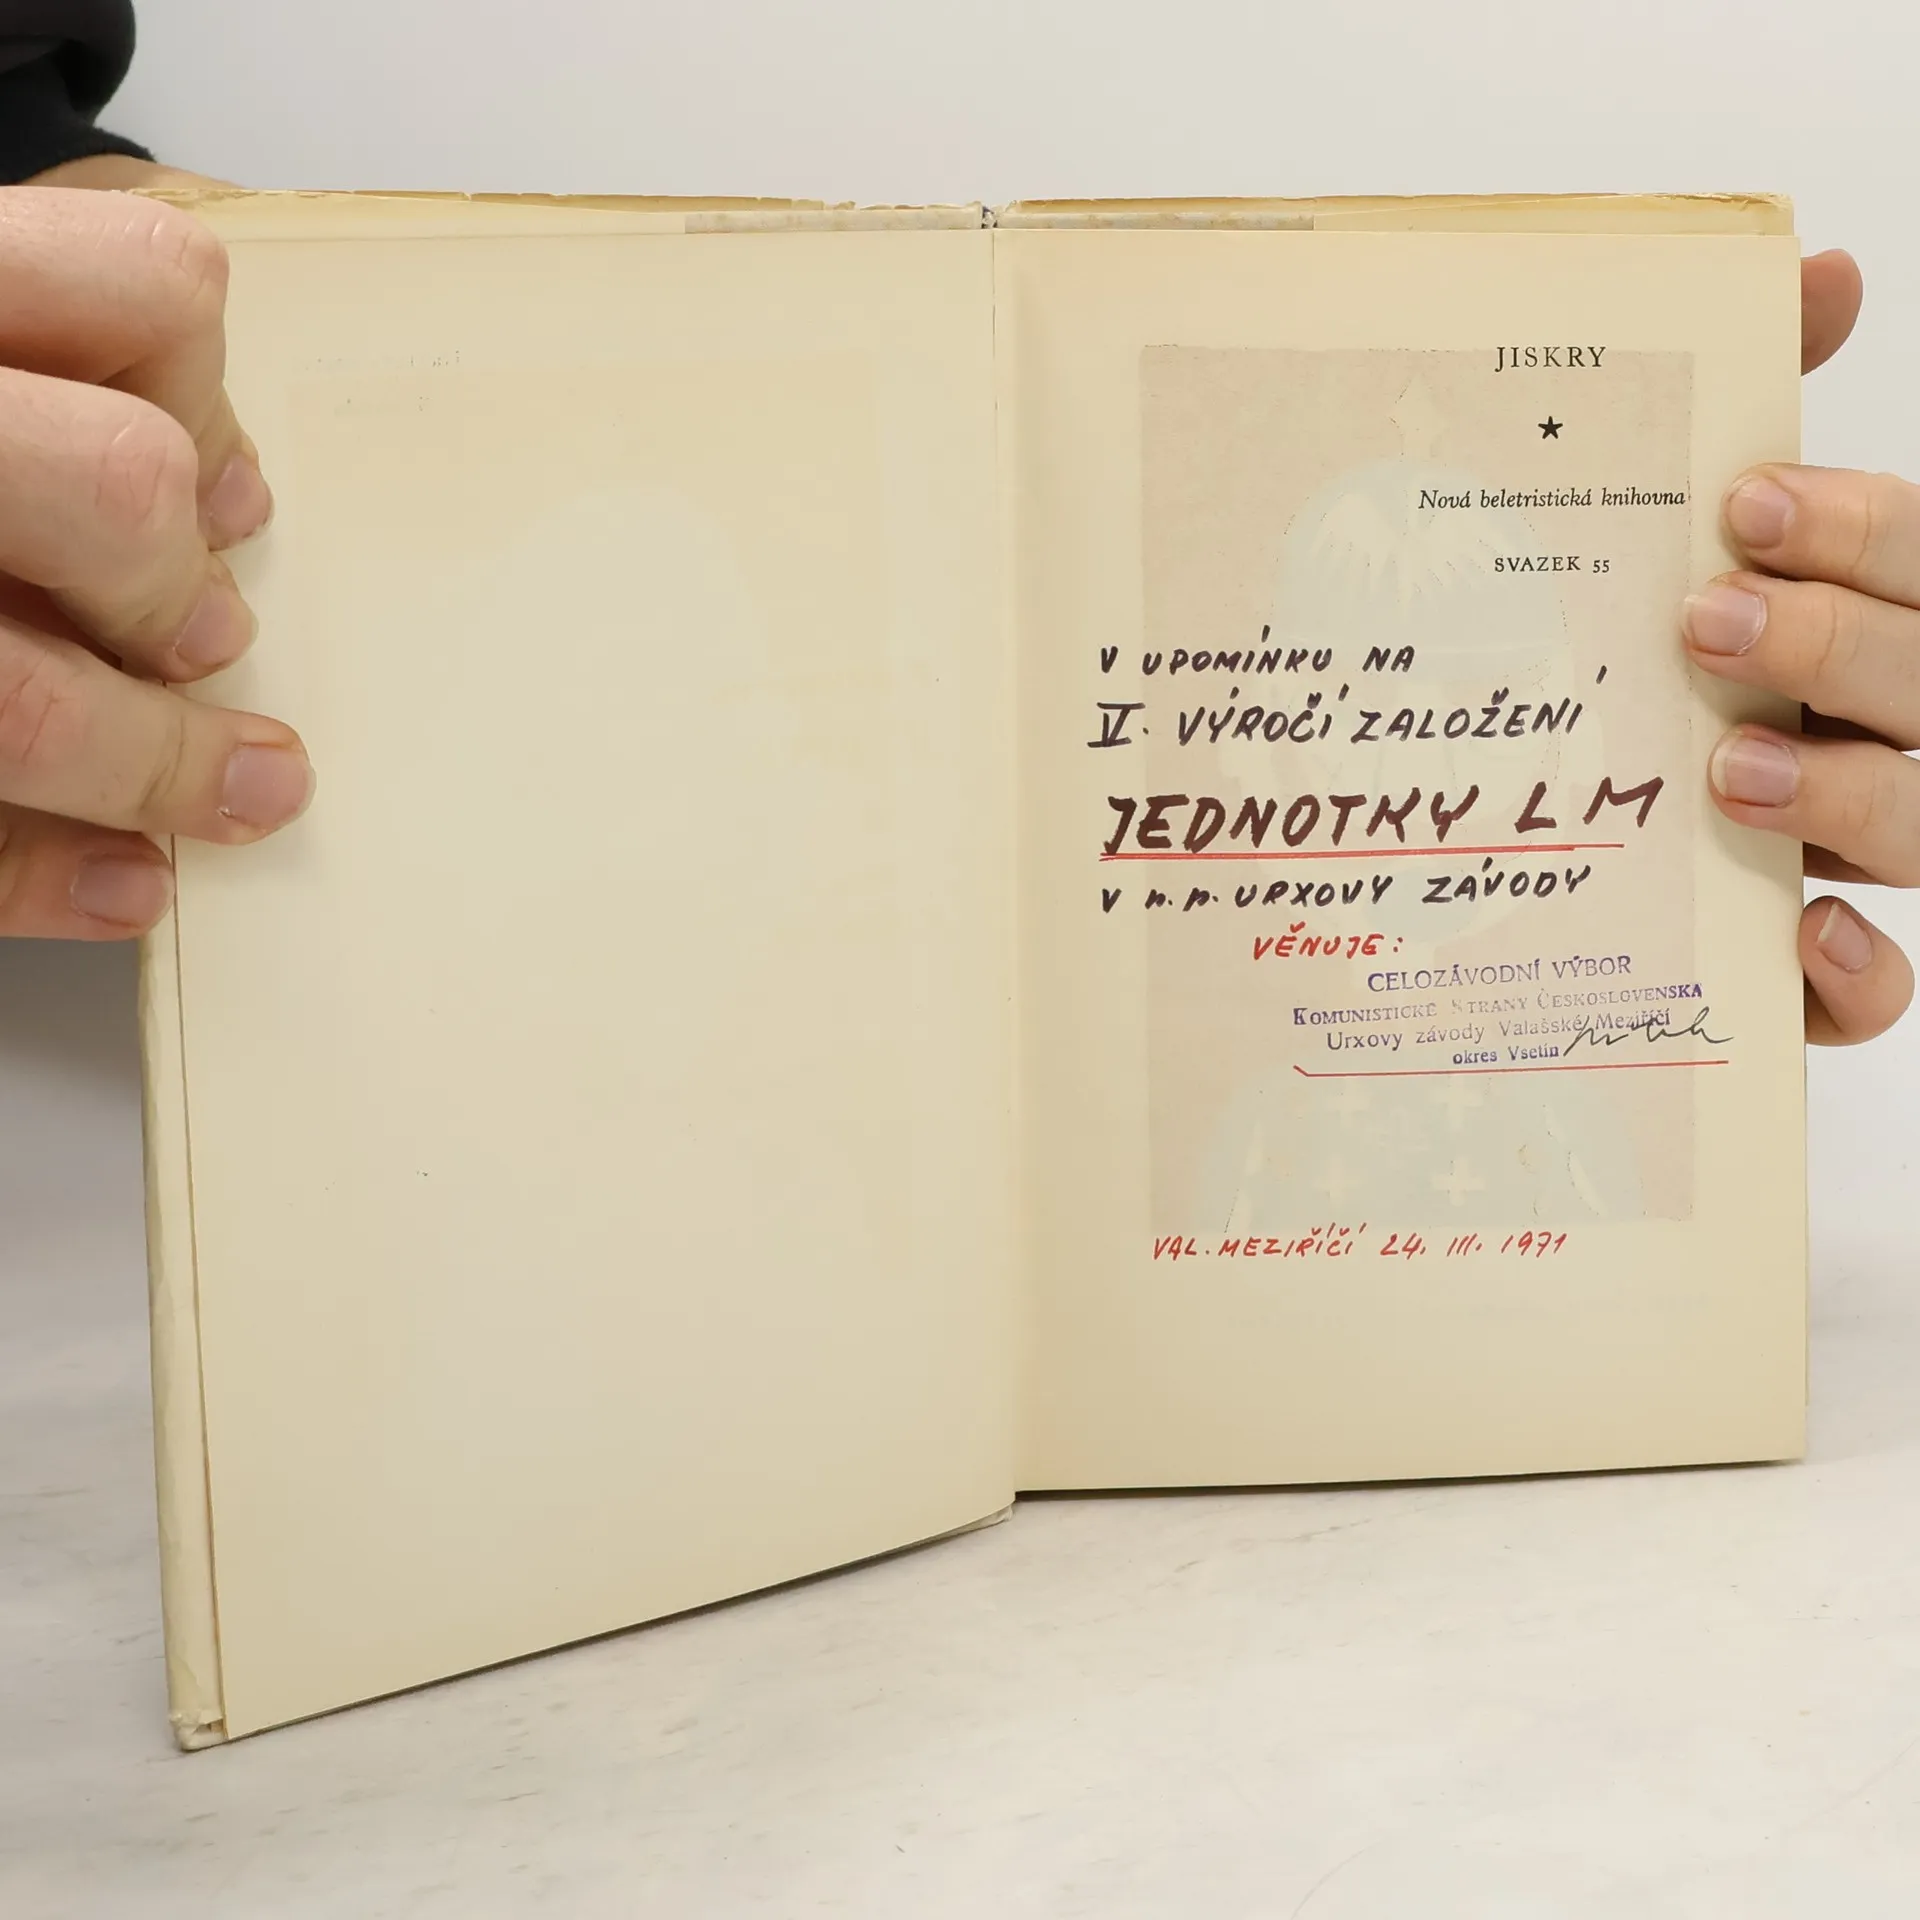 JISKRY
★
Nová beletristická knihovna
SVAZEK 55
V UPOMÍNKU NA
IV. VÝROČÍ ZALOŽENÍ
JEDNOTKY LM
V n.p. URXOVY ZÁVODY
VĚNUJE:
CELOZÁVODNÍ VÝBOR
KOMUNISTICKÉ STRANY ČESKOSLOVENSKA
Urxovy závody Valašské Meziříčí
okres Vsetín
VAL. MEZIŘÍČÍ 24. III. 1971